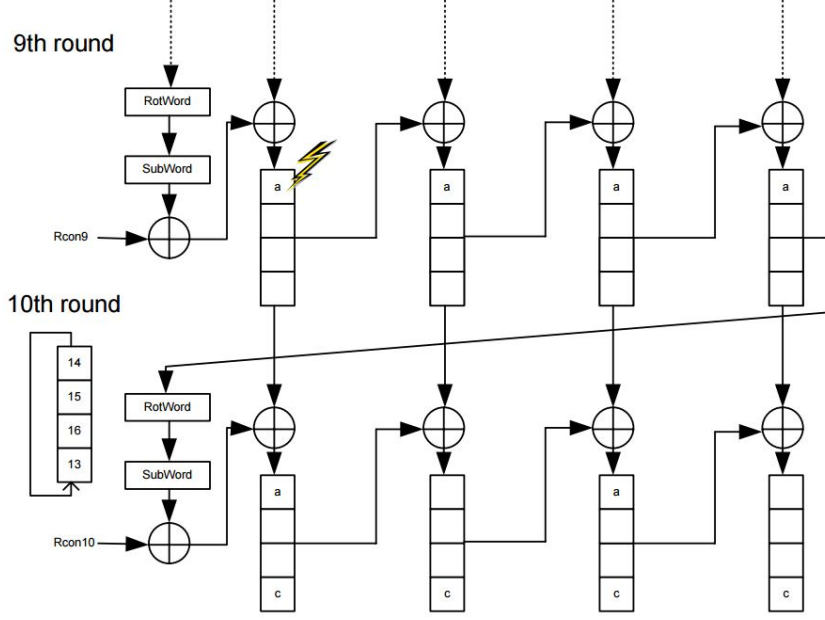 9th round
RotWord
SubWord
a a a a
Rcon9
10th round
14
15
RotWord
16
13
SubWord
a a
Rcon10
c c c c